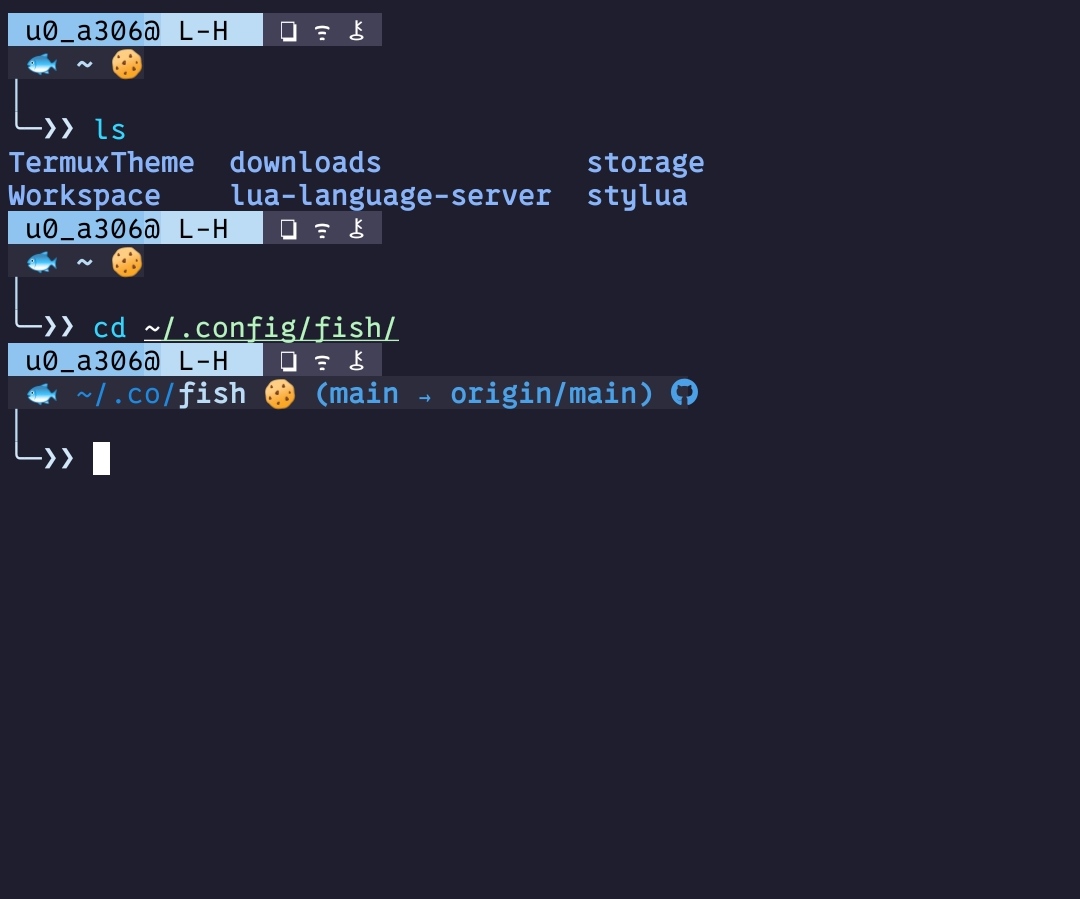 u0_a306@ L-H
~
╰─❯❯ ls
TermuxTheme downloads storage
Workspace lua-language-server stylua
u0_a306@ L-H
~
╰─❯❯ cd ~/.config/fish/
u0_a306@ L-H
~/.co/fish (main → origin/main)
╰─❯❯